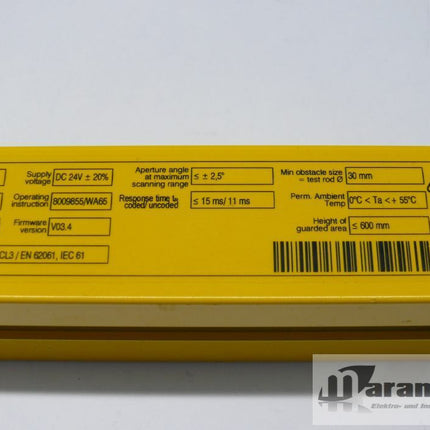 Supply voltage DC 24V ± 20%
Operating instruction 8009855/WA65
Firmware version V03.4
CL3 / EN 62061, IEC 61
Aperture angle at maximum scanning range ≤ ± 2,5°
Response time coded/ uncoded ≤ 15 ms/ 11 ms
Min obstacle size = test rod Ø 30 mm
Perm. Ambient Temp 0°C < Ta < + 55°C
Height of guarded area ≤ 600 mm
Maran
Elektro- und In